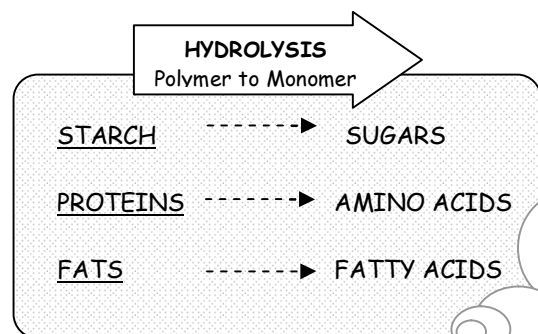 HYDROLYSIS
Polymer to Monomer
STARCH SUGARS
PROTEINS AMINO ACIDS
FATS FATTY ACIDS